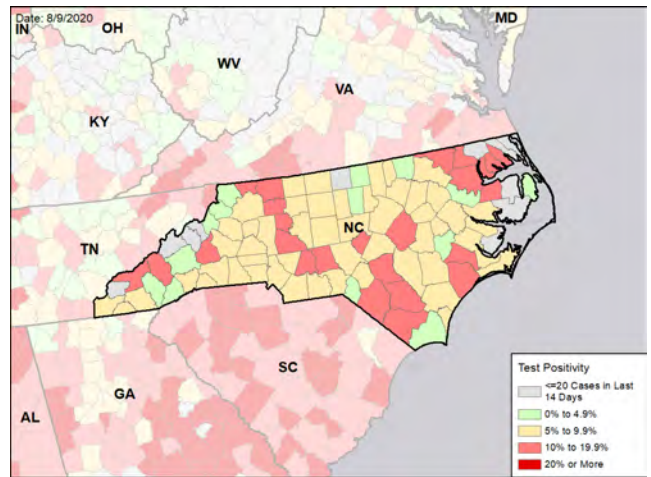 Date: 8/9/2020
IN
OH
MD
WV
VA
KY
TN
NC
SC
GA
AL
Test Positivity
<=20 Cases in Last
14 Days
0% to 4.9%
5% to 9.9%
10% to 19.9%
20% or More